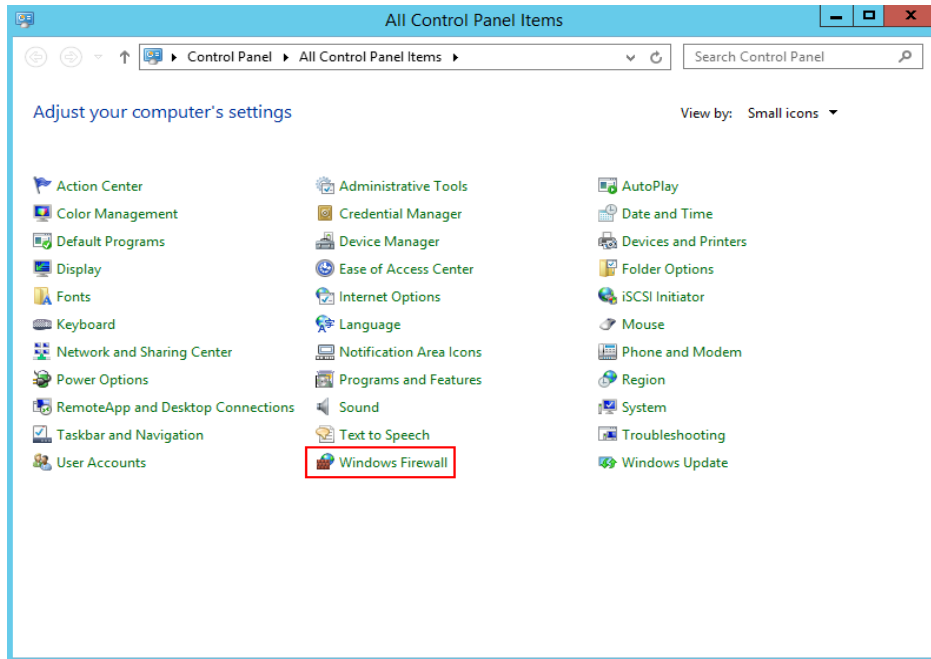 All Control Panel Items
Control Panel All Control Panel Items Search Control Panel
Adjust your computer's settings View by: Small icons
Action Center Administrative Tools AutoPlay
Color Management Credential Manager Date and Time
Default Programs Device Manager Devices and Printers
Display Ease of Access Center Folder Options
Fonts Internet Options iSCSI Initiator
Keyboard Language Mouse
Network and Sharing Center Notification Area Icons Phone and Modem
Power Options Programs and Features Region
RemoteApp and Desktop Connections Sound System
Taskbar and Navigation Text to Speech Troubleshooting
User Accounts Windows Firewall Windows Update